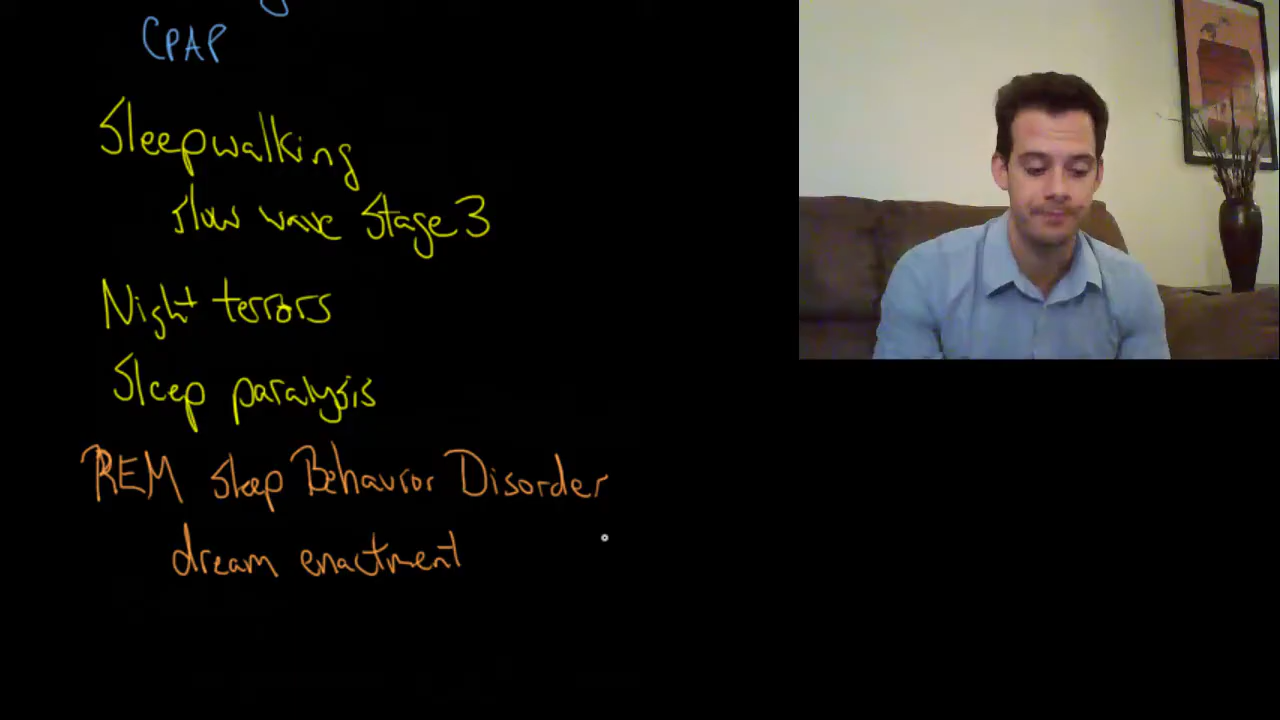 CPAP
Sleepwalking
slow wave Stage 3
Night terrors
Sleep paralysis
REM Sleep Behavior Disorder
dream enactment